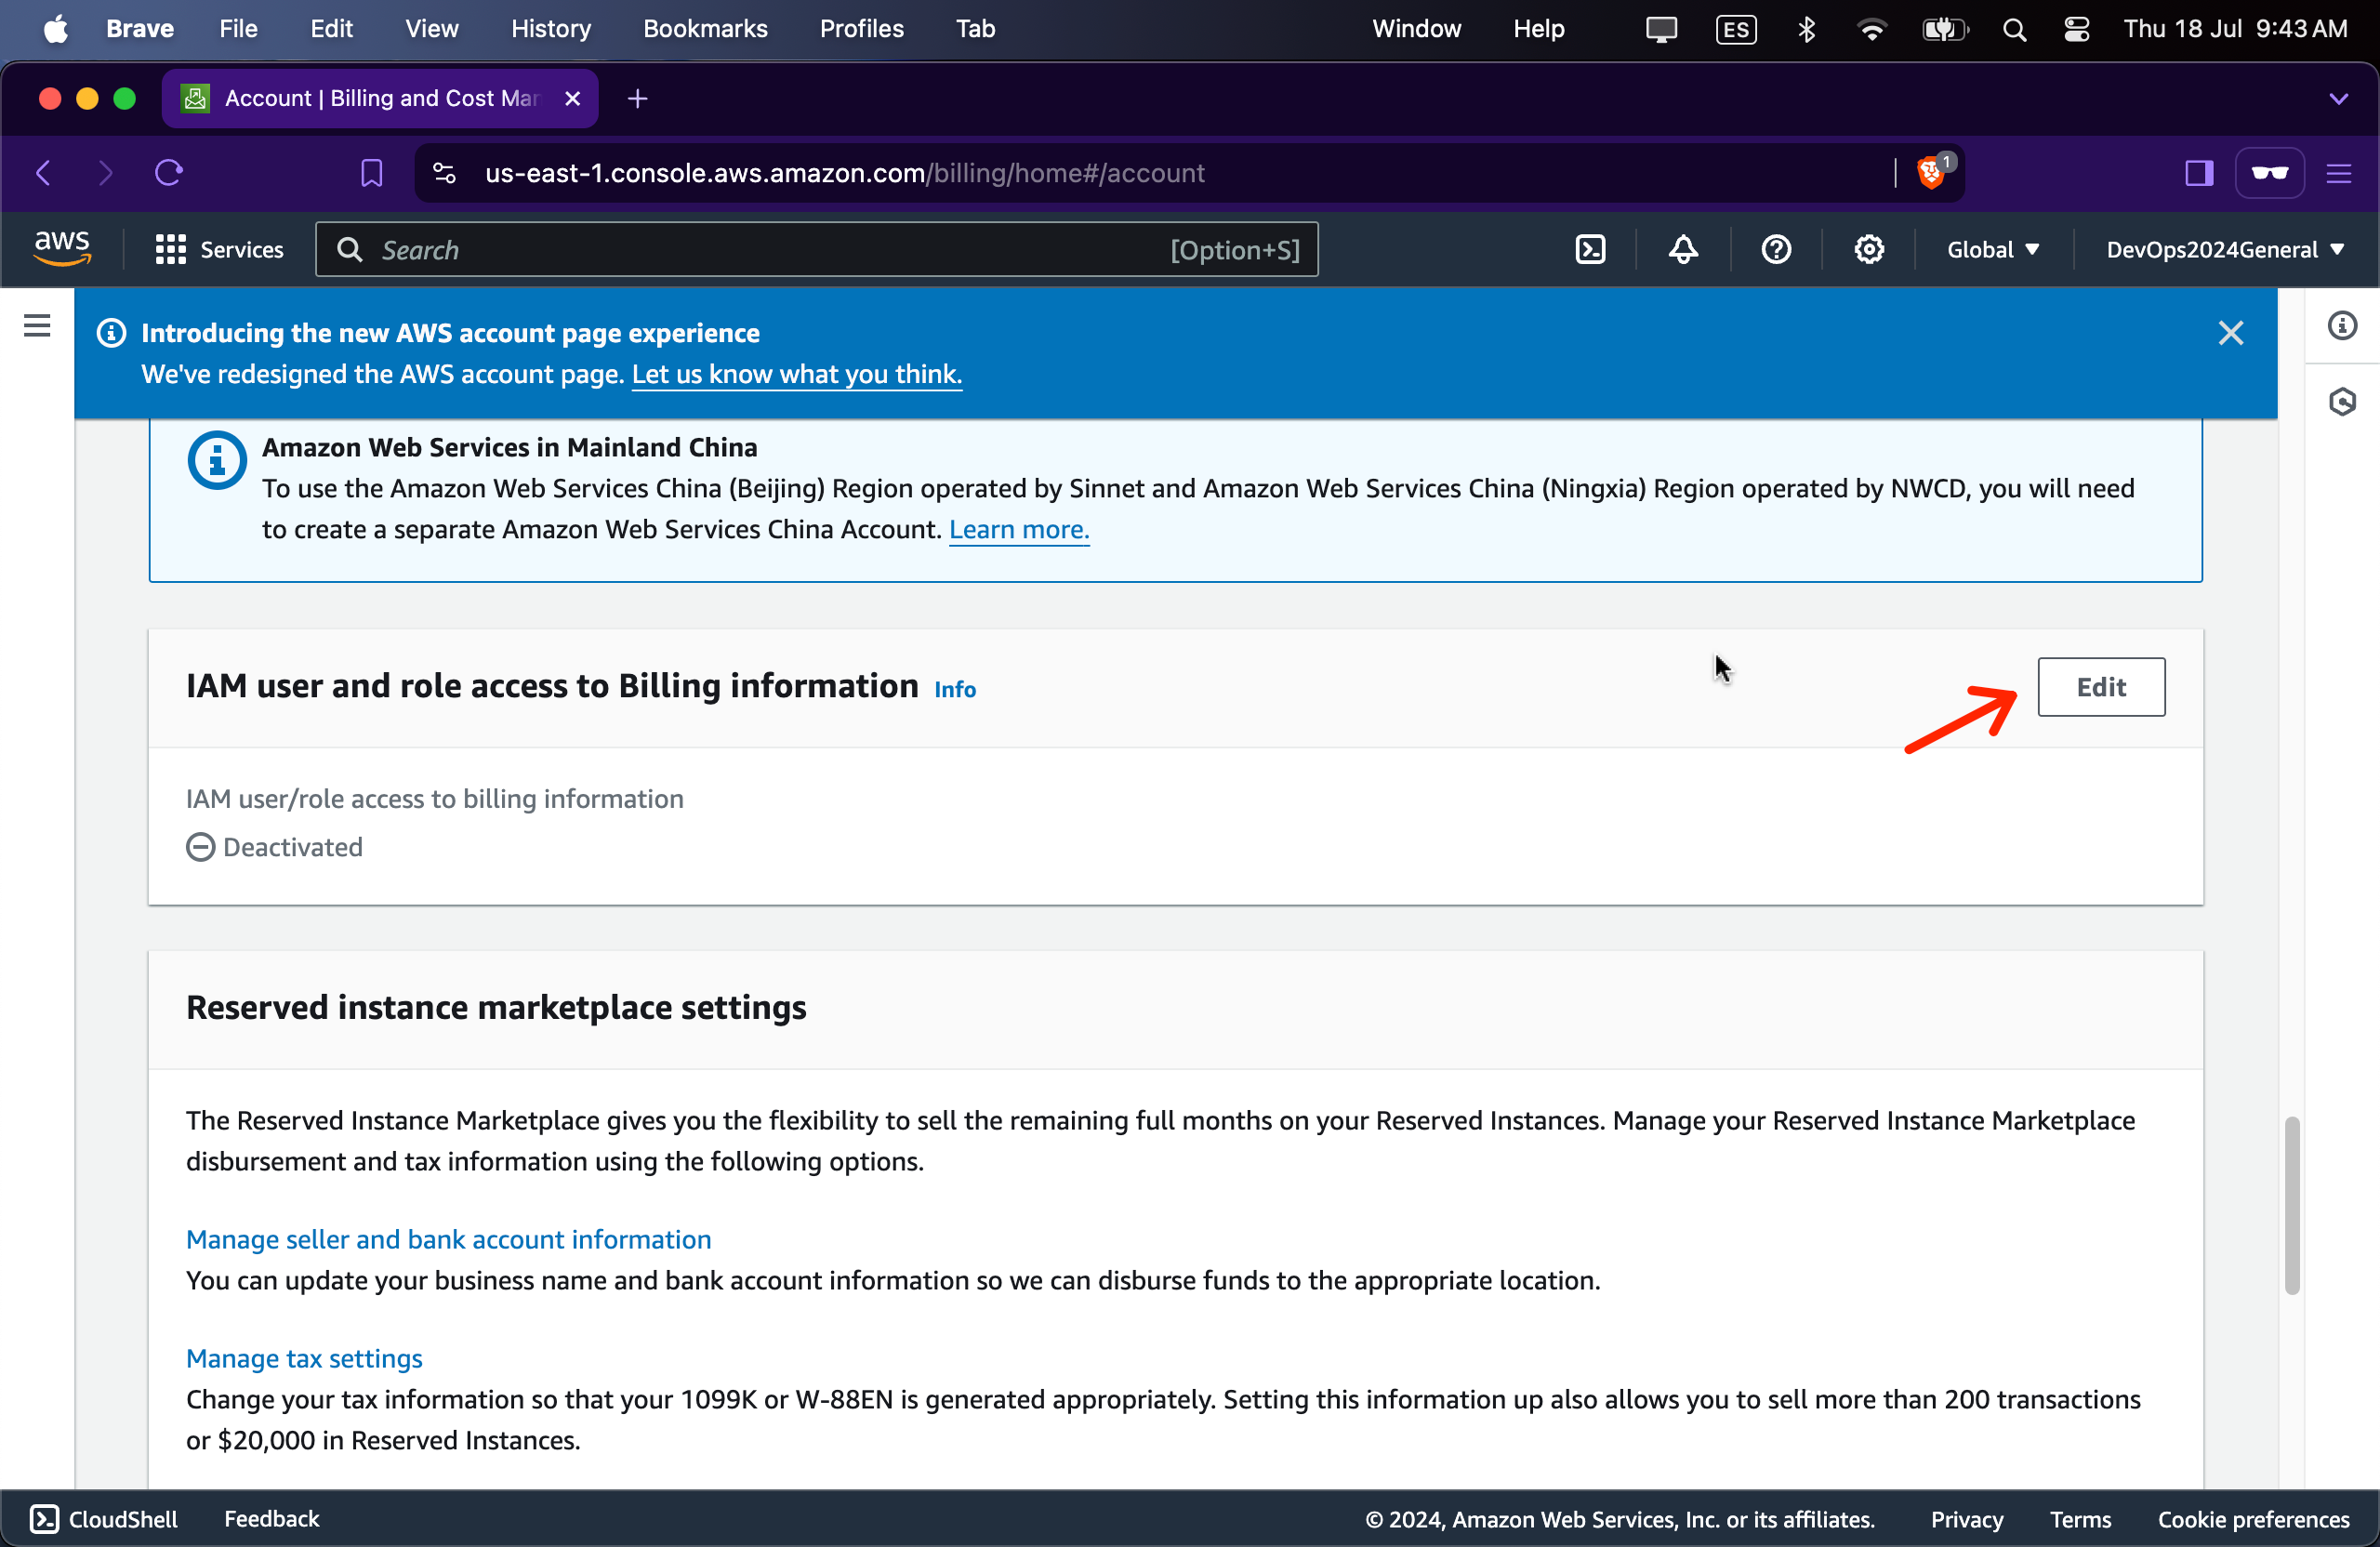 Brave File Edit View History Bookmarks Profiles Tab Window Help ES Thu 18 Jul 9:43 AM
Account | Billing and Cost Mar
us-east-1.console.aws.amazon.com/billing/home#/account 1
aws Services Search [Option+S] Global DevOps2024General
Introducing the new AWS account page experience
We've redesigned the AWS account page. Let us know what you think.
Amazon Web Services in Mainland China
To use the Amazon Web Services China (Beijing) Region operated by Sinnet and Amazon Web Services China (Ningxia) Region operated by NWCD, you will need
to create a separate Amazon Web Services China Account. Learn more.
IAM user and role access to Billing information Info Edit
IAM user/role access to billing information
Deactivated
Reserved instance marketplace settings
The Reserved Instance Marketplace gives you the flexibility to sell the remaining full months on your Reserved Instances. Manage your Reserved Instance Marketplace
disbursement and tax information using the following options.
Manage seller and bank account information
You can update your business name and bank account information so we can disburse funds to the appropriate location.
Manage tax settings
Change your tax information so that your 1099K or W-88EN is generated appropriately. Setting this information up also allows you to sell more than 200 transactions
or $20,000 in Reserved Instances.
CloudShell Feedback © 2024, Amazon Web Services, Inc. or its affiliates. Privacy Terms Cookie preferences